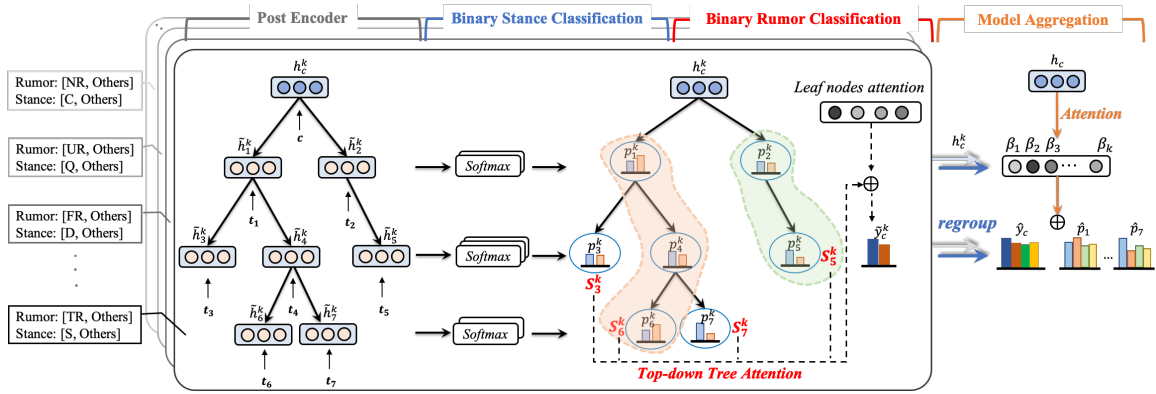 Post Encoder
Binary Stance Classification
Binary Rumor Classification
Model Aggregation
Rumor: [NR, Others]
Stance: [C, Others]
Rumor: [UR, Others]
Stance: [Q, Others]
Rumor: [FR, Others]
Stance: [D, Others]
Rumor: [TR, Others]
Stance: [S, Others]
h_c^k
c
h̃_1^k
h̃_2^k
t_1
t_2
h̃_3^k
h̃_4^k
h̃_5^k
t_3
t_4
t_5
h̃_6^k
h̃_7^k
t_6
t_7
Softmax
Softmax
Softmax
h_c^k
p_1^k
p_2^k
p_3^k
p_4^k
p_5^k
S_3^k
S_5^k
p_6^k
p_7^k
S_6^k
S_7^k
Top-down Tree Attention
Leaf nodes attention
ỹ_c^k
h_c^k
regroup
h_c
Attention
β_1 β_2 β_3 ... β_k
ŷ_c
p̂_1
...
p̂_7